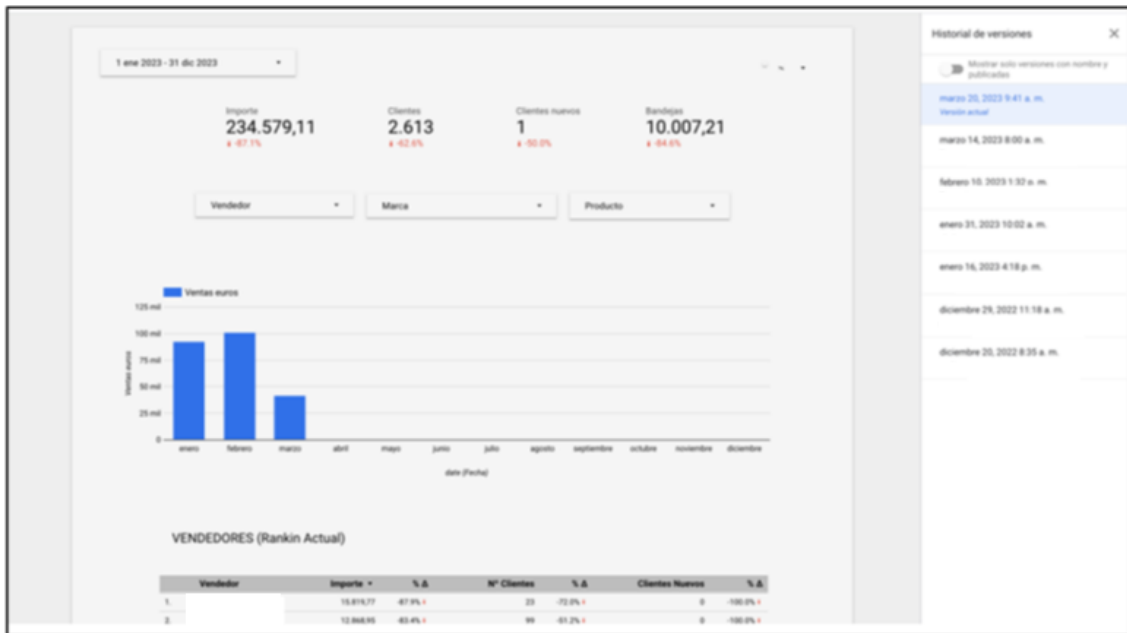 1 ene 2023 - 31 dic 2023
Importe
234.579,11
-87.1%
Clientes
2.613
-62.6%
Clientes nuevos
1
-50.0%
Bandejas
10.007,21
-84.6%
Vendedor
Marca
Producto
Ventas euros
125 mil
100 mil
75 mil
50 mil
25 mil
0
Ventas euros
enero febrero marzo abril mayo junio julio agosto septiembre octubre noviembre diciembre
date (Fecha)
VENDEDORES (Rankin Actual)
Vendedor Importe % Δ Nº Clientes % Δ Clientes Nuevos % Δ
1. 15.819,77 -87.9% 23 -72.0% 0 -100.0%
2. 12.868,95 -83.4% 99 -51.2% 0 -100.0%
Historial de versiones
Mostrar solo versiones con nombre y
publicadas
marzo 20, 2023 9:41 a. m.
Versión actual
marzo 14, 2023 8:00 a. m.
febrero 10, 2023 1:32 p. m.
enero 31, 2023 10:02 a. m.
enero 16, 2023 4:18 p. m.
diciembre 29, 2022 11:18 a. m.
diciembre 20, 2022 8:35 a. m.